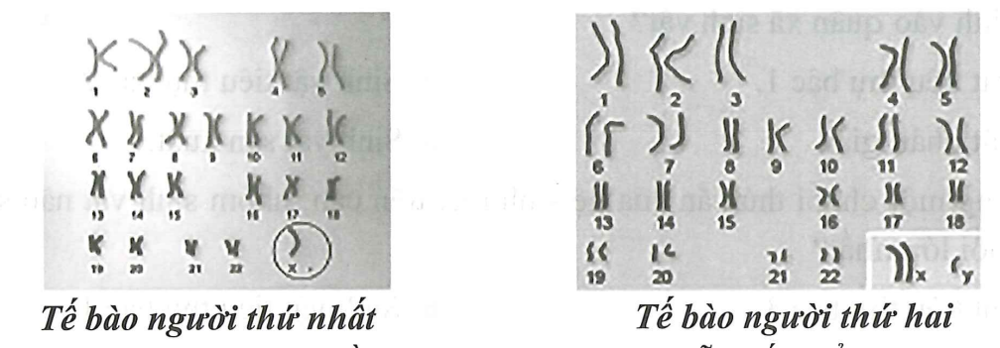 1 2 3 4 5
6 7 8 9 10 11 12
13 14 15 16 17 18
19 20 21 22 X
Tế bào người thứ nhất
1 2 3 4 5
6 7 8 9 10 11 12
13 14 15 16 17 18
19 20 21 22 x y
Tế bào người thứ hai